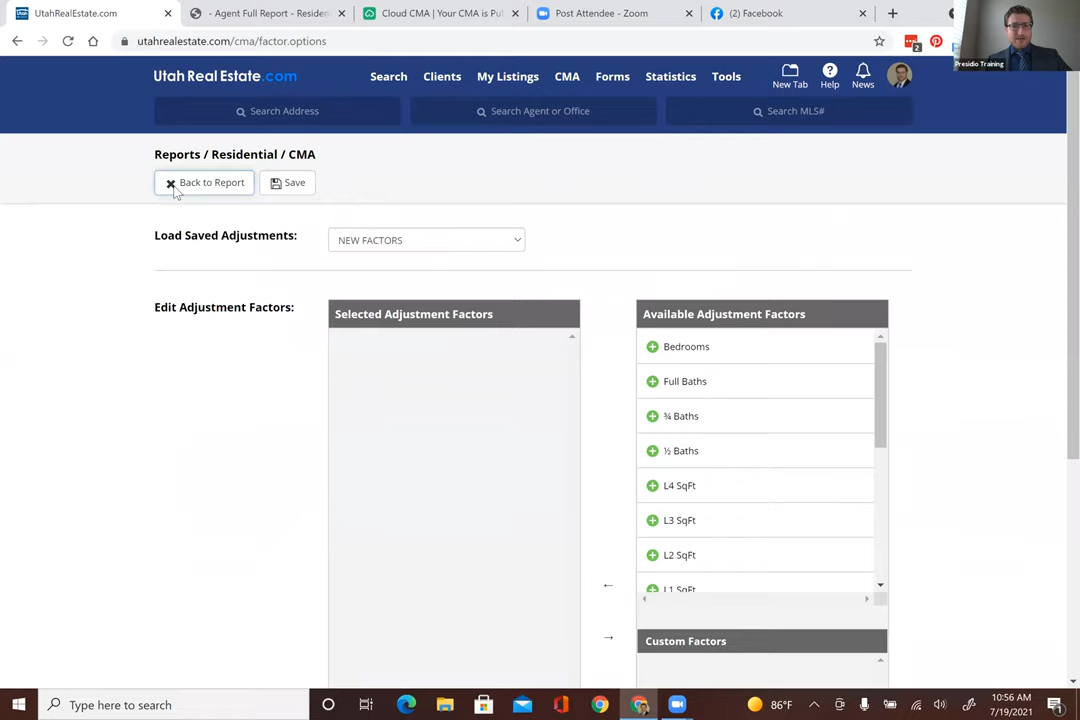 UtahRealEstate.com
- Agent Full Report - Residen
Cloud CMA | Your CMA is Pu
Post Attendee - Zoom
(2) Facebook
utahrealestate.com/cma/factor.options
2
Presidio Training
Utah Real Estate.com
Search
Clients
My Listings
CMA
Forms
Statistics
Tools
New Tab
Help
News
Search Address
Search Agent or Office
Search MLS#
Reports / Residential / CMA
Back to Report
Save
Load Saved Adjustments:
NEW FACTORS
Edit Adjustment Factors:
Selected Adjustment Factors
Available Adjustment Factors
Bedrooms
Full Baths
¾ Baths
½ Baths
L4 SqFt
L3 SqFt
L2 SqFt
L1 SqFt
Custom Factors
Type here to search
86°F
10:56 AM
7/19/2021
1